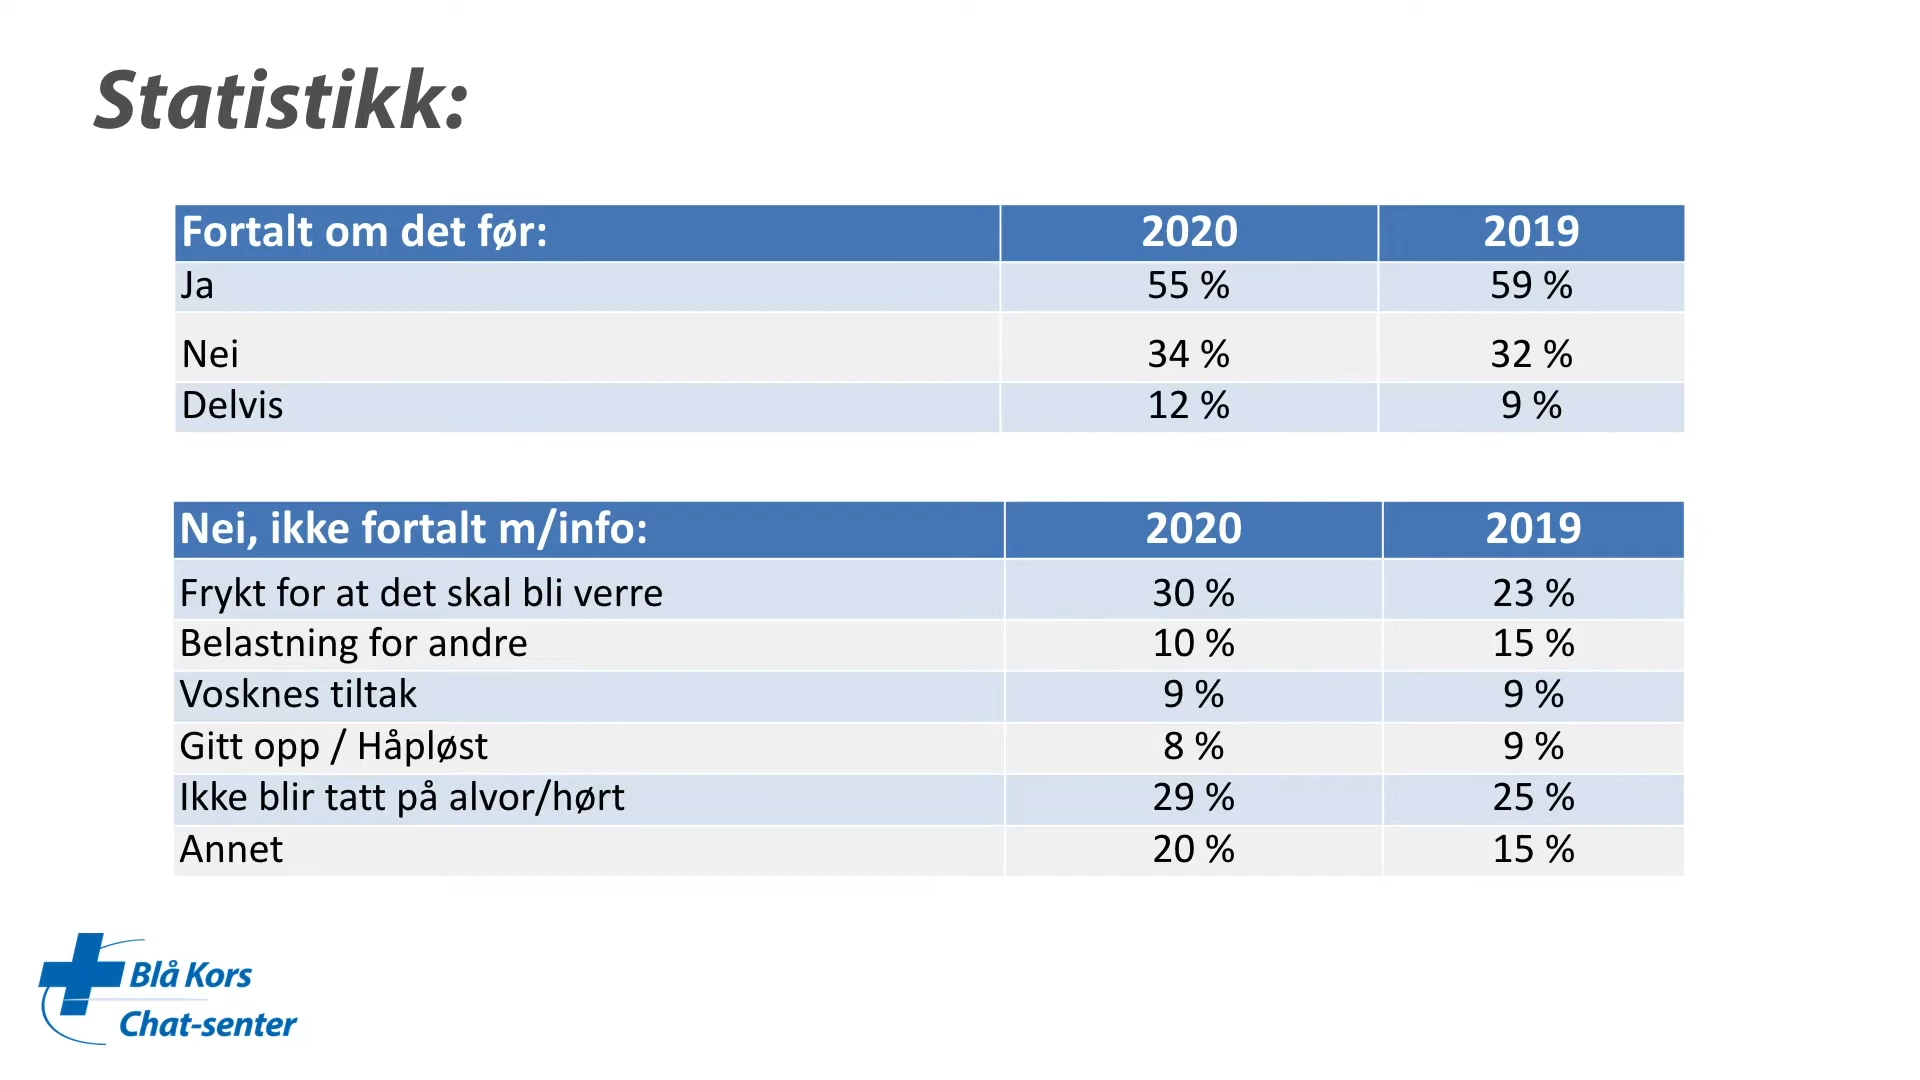 Statistikk:
Fortalt om det før: 2020 2019
Ja 55 % 59 %
Nei 34 % 32 %
Delvis 12 % 9 %
Nei, ikke fortalt m/info: 2020 2019
Frykt for at det skal bli verre 30 % 23 %
Belastning for andre 10 % 15 %
Vosknes tiltak 9 % 9 %
Gitt opp / Håpløst 8 % 9 %
Ikke blir tatt på alvor/hørt 29 % 25 %
Annet 20 % 15 %
Blå Kors
Chat-senter